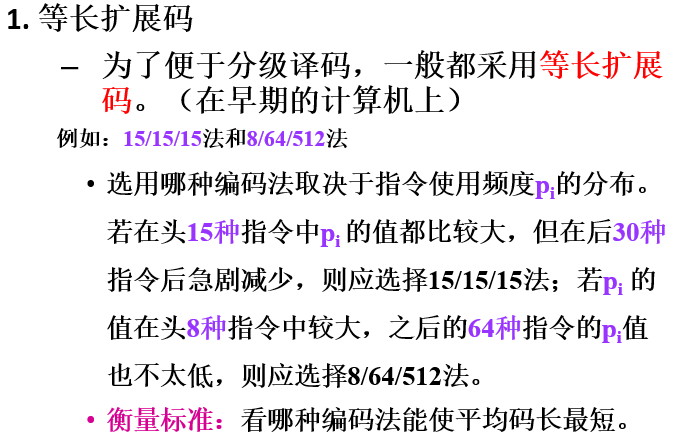 1. 等长扩展码
– 为了便于分级译码，一般都采用等长扩展
码。（在早期的计算机上）
例如：15/15/15法和8/64/512法
• 选用哪种编码法取决于指令使用频度pi的分布。
若在头15种指令中pi 的值都比较大，但在后30种
指令后急剧减少，则应选择15/15/15法；若pi 的
值在头8种指令中较大，之后的64种指令的pi值
也不太低，则应选择8/64/512法。
• 衡量标准：看哪种编码法能使平均码长最短。